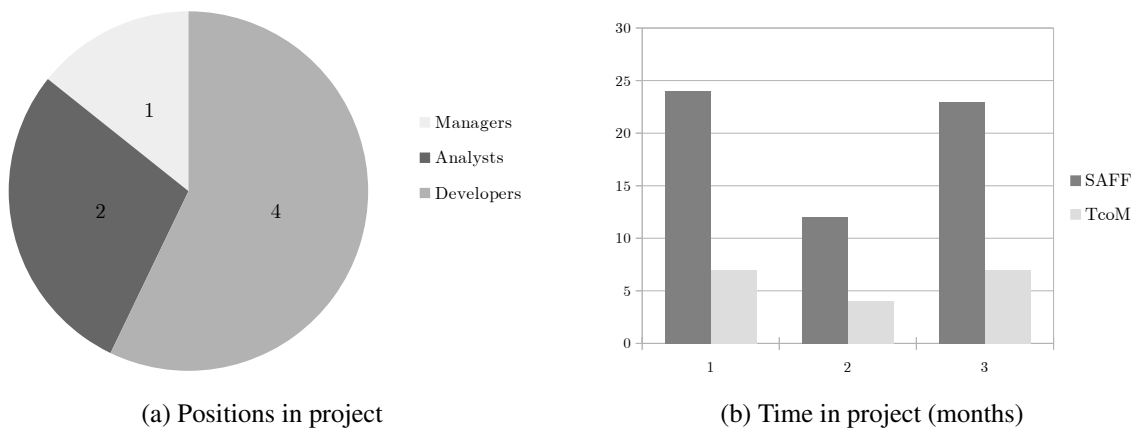 1
2
4
Managers
Analysts
Developers
(a) Positions in project
30
25
20
15
10
5
0
1
2
3
SAFF
TcoM
(b) Time in project (months)